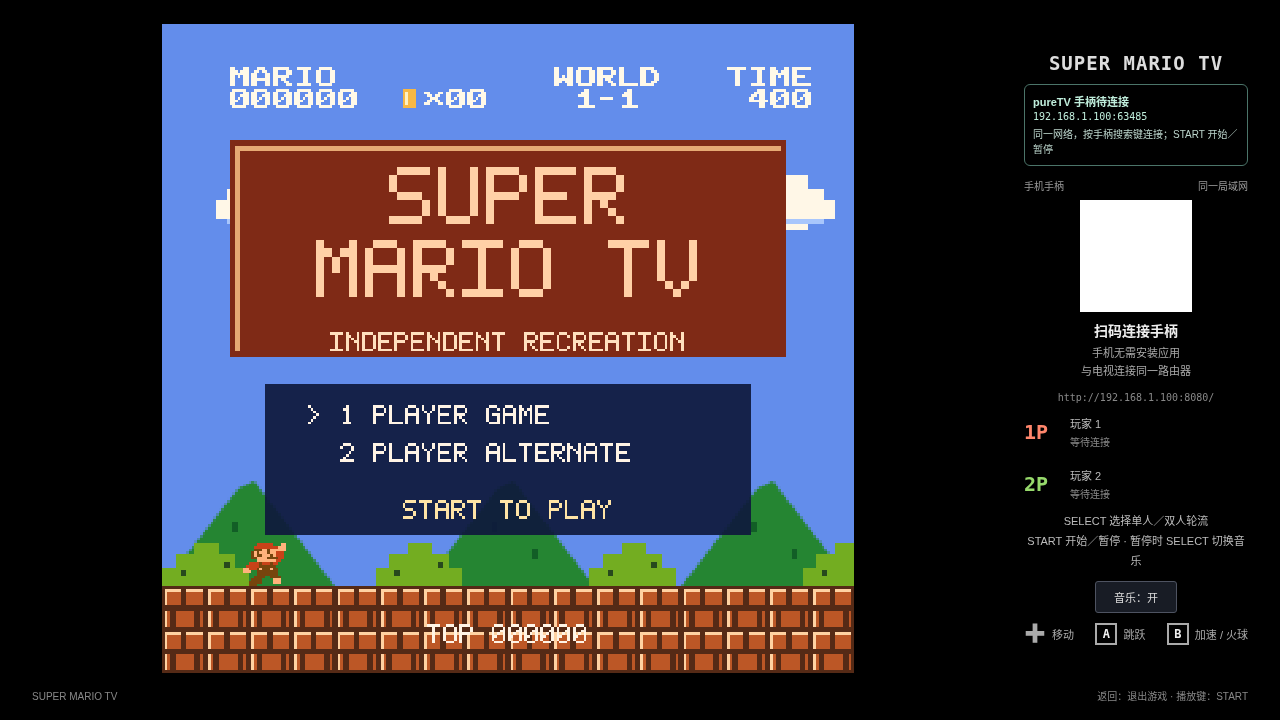 MARIO WORLD TIME
000000 ×00 1-1 400
SUPER
MARIO TV
INDEPENDENT RECREATION
> 1 PLAYER GAME
2 PLAYER ALTERNATE
START TO PLAY
TOP 000000
SUPER MARIO TV
SUPER MARIO TV
pureTV 手柄待连接
192.168.1.100:63485
同一网络，按手柄搜索键连接；START 开始／
暂停
手机手柄 同一局域网
扫码连接手柄
手机无需安装应用
与电视连接同一路由器
http://192.168.1.100:8080/
1P 玩家 1
等待连接
2P 玩家 2
等待连接
SELECT 选择单人／双人轮流
START 开始／暂停 · 暂停时 SELECT 切换音
乐
音乐：开
移动 A 跳跃 B 加速 / 火球
返回：退出游戏 · 播放键：START